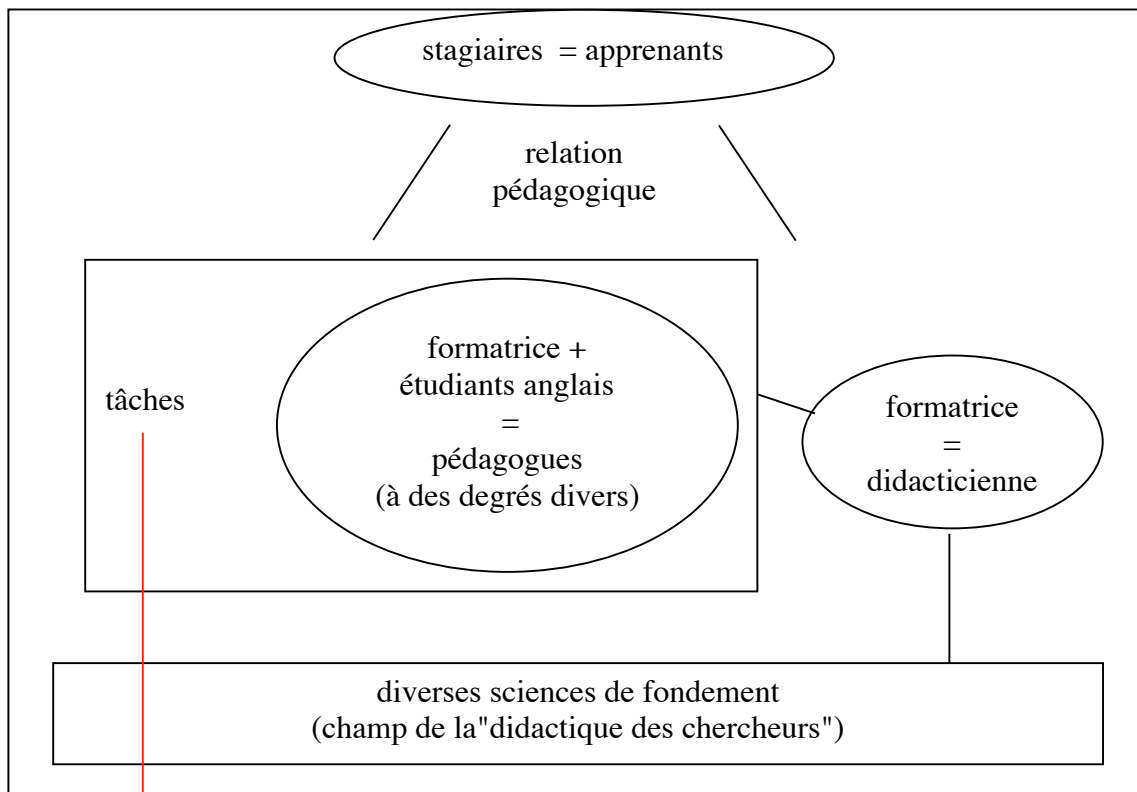 stagiaires = apprenants
relation
pédagogique
formatrice +
étudiants anglais
=
pédagogues
(à des degrés divers)
tâches
formatrice
=
didacticienne
diverses sciences de fondement
(champ de la"didactique des chercheurs")